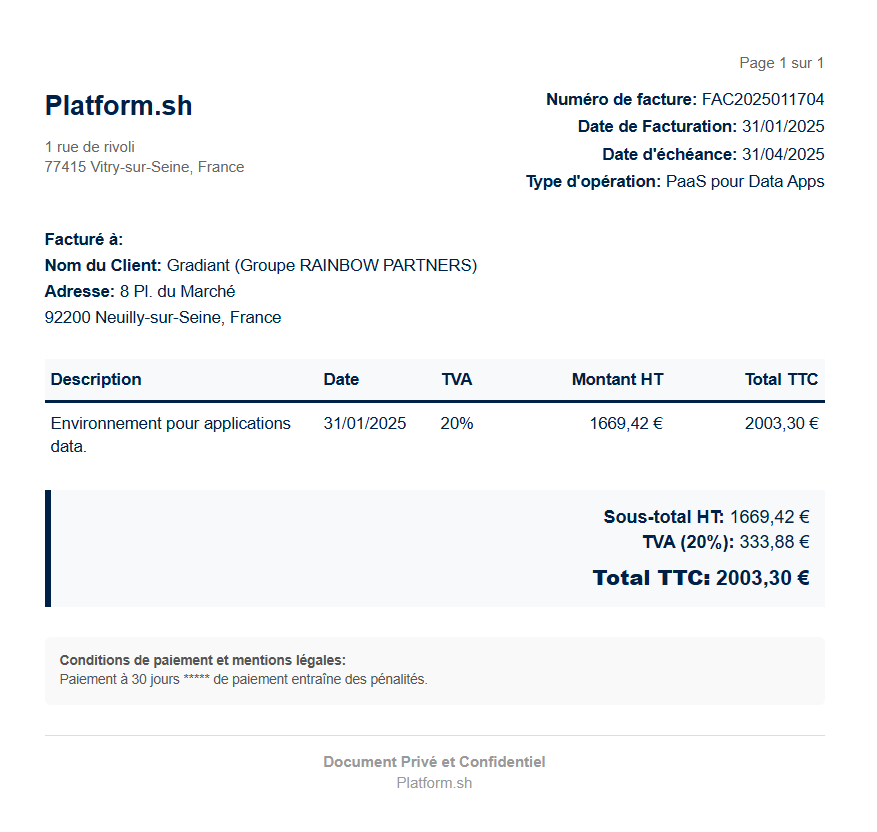 Page 1 sur 1
Platform.sh
1 rue de rivoli
77415 Vitry-sur-Seine, France
Numéro de facture: FAC2025011704
Date de Facturation: 31/01/2025
Date d'échéance: 31/04/2025
Type d'opération: PaaS pour Data Apps
Facturé à:
Nom du Client: Gradiant (Groupe RAINBOW PARTNERS)
Adresse: 8 Pl. du Marché
92200 Neuilly-sur-Seine, France
Description Date TVA Montant HT Total TTC
Environnement pour applications 31/01/2025 20% 1669,42 € 2003,30 €
data.
Sous-total HT: 1669,42 €
TVA (20%): 333,88 €
Total TTC: 2003,30 €
Conditions de paiement et mentions légales:
Paiement à 30 jours ***** de paiement entraîne des pénalités.
Document Privé et Confidentiel
Platform.sh